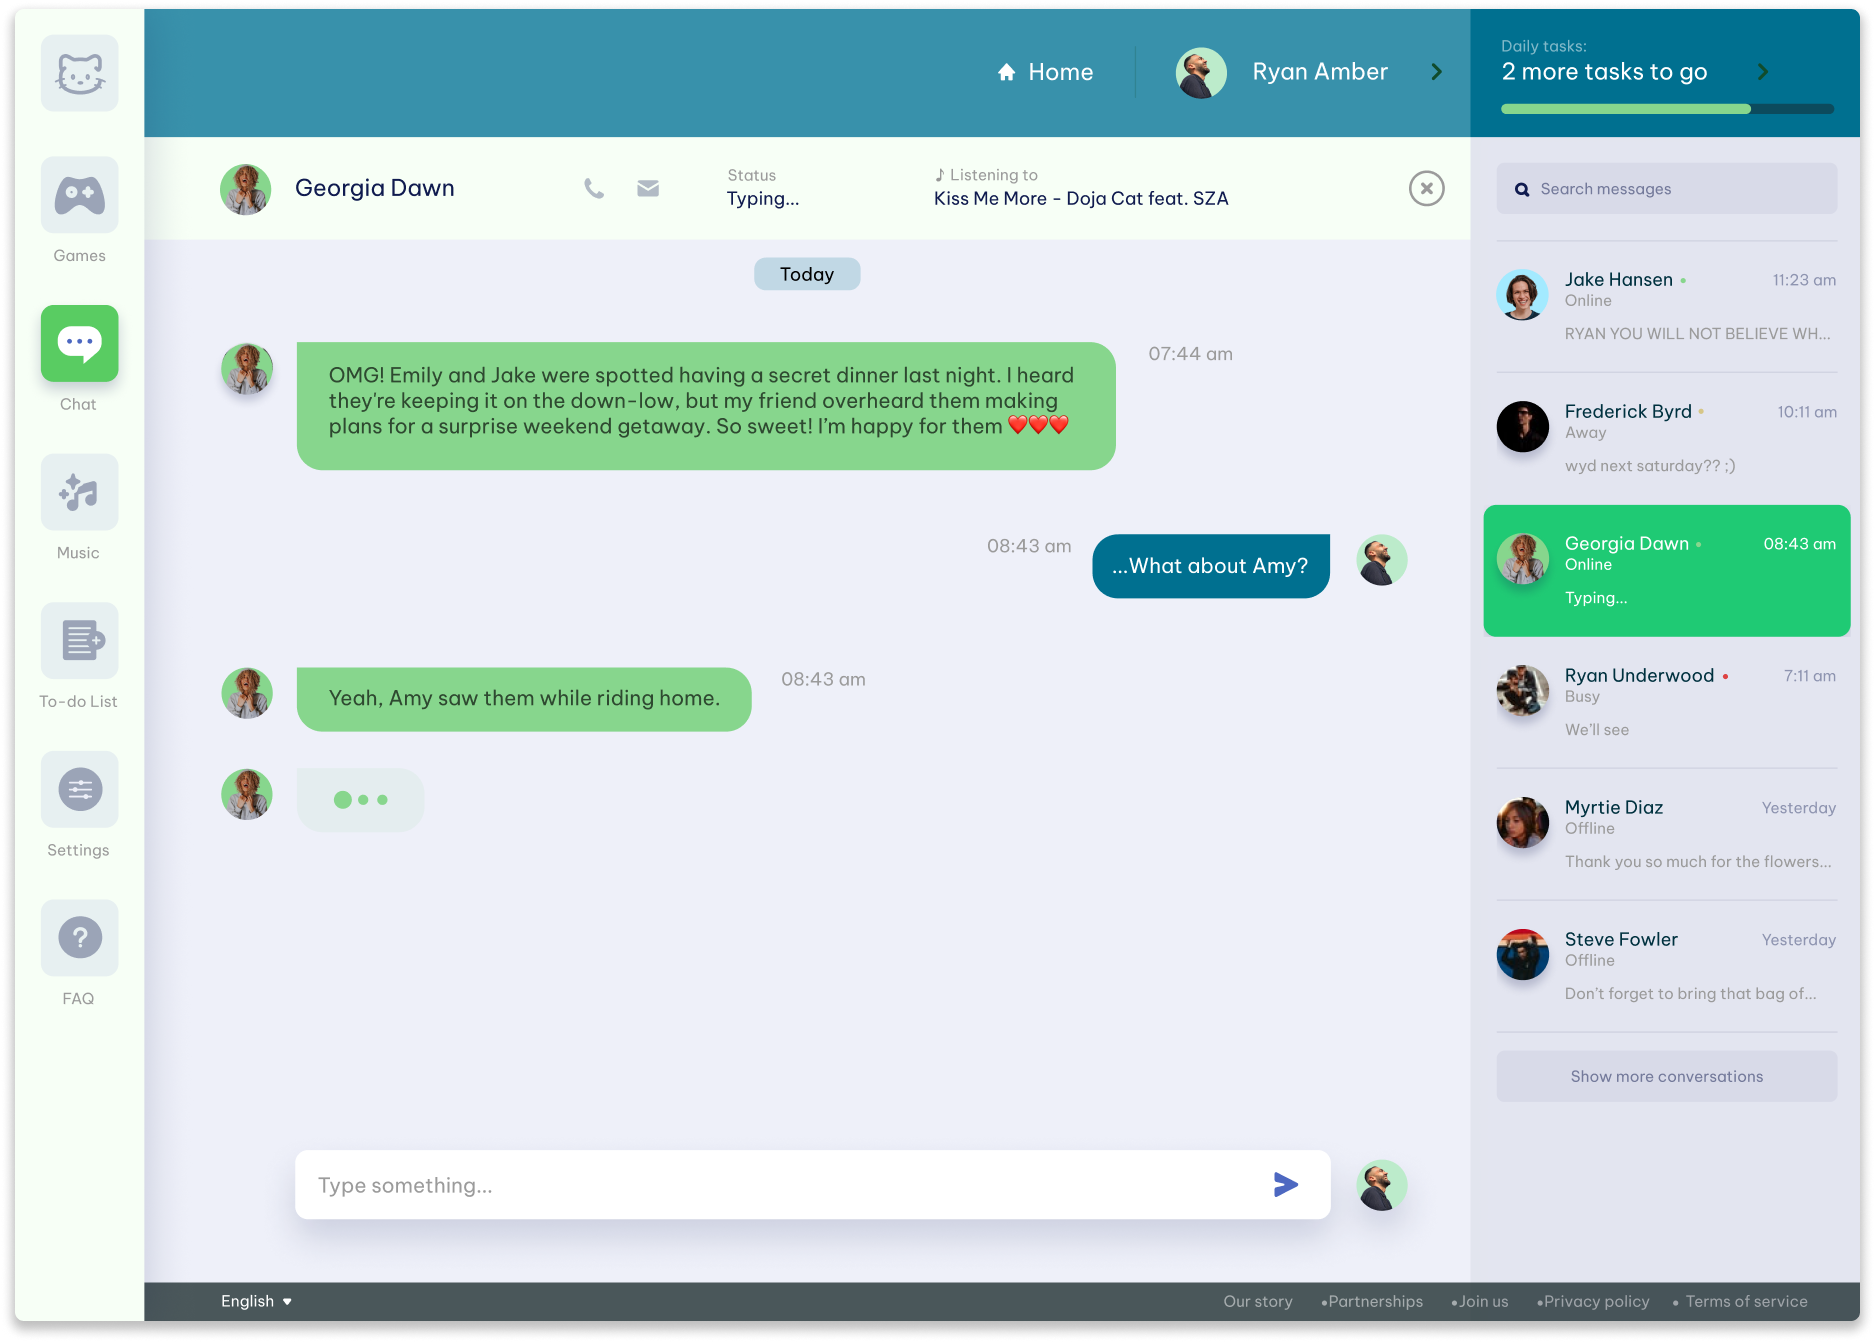 Home
Ryan Amber
Daily tasks:
2 more tasks to go
Games
Chat
Music
To-do List
Settings
FAQ
Georgia Dawn
Status
Typing...
♪ Listening to
Kiss Me More - Doja Cat feat. SZA
Today
OMG! Emily and Jake were spotted having a secret dinner last night. I heard
they're keeping it on the down-low, but my friend overheard them making
plans for a surprise weekend getaway. So sweet! I’m happy for them ❤️❤️❤️
07:44 am
08:43 am
...What about Amy?
Yeah, Amy saw them while riding home.
08:43 am
Type something...
Search messages
Jake Hansen
11:23 am
Online
RYAN YOU WILL NOT BELIEVE WH...
Frederick Byrd
10:11 am
Away
wyd next saturday?? ;)
Georgia Dawn
08:43 am
Online
Typing...
Ryan Underwood
7:11 am
Busy
We’ll see
Myrtie Diaz
Yesterday
Offline
Thank you so much for the flowers...
Steve Fowler
Yesterday
Offline
Don’t forget to bring that bag of...
Show more conversations
English
Our story •Partnerships •Join us •Privacy policy • Terms of service